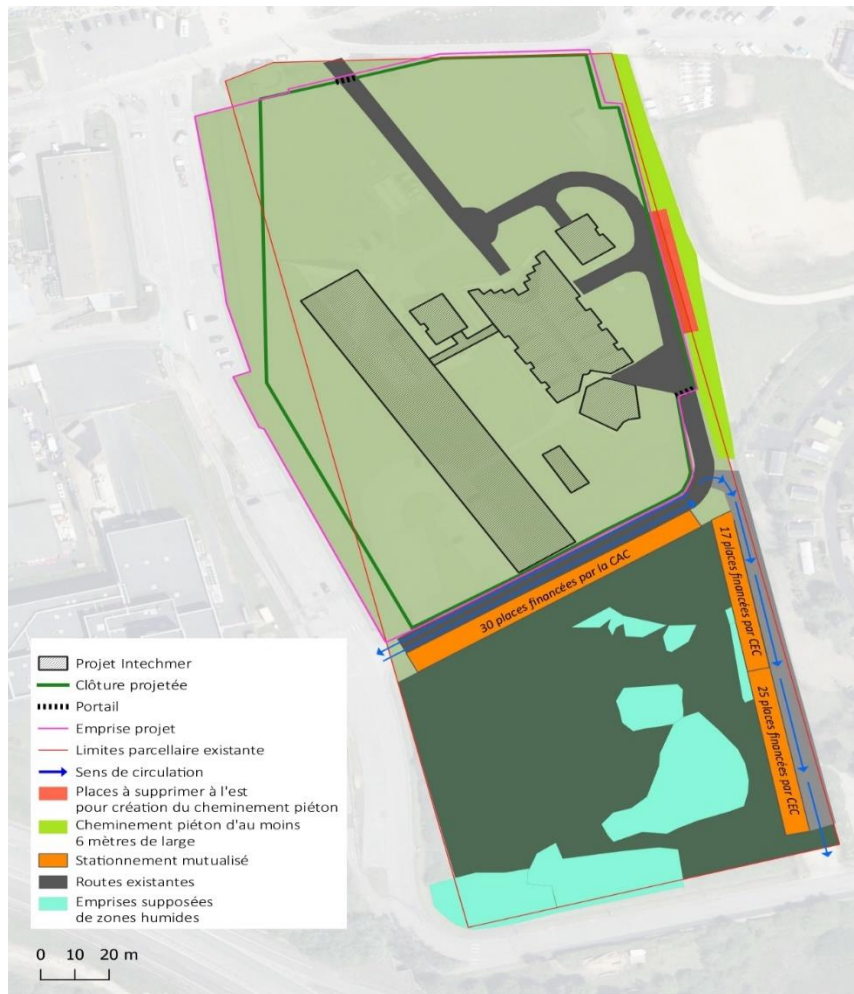 30 places financées par la CAC
17 places financées par CEC
25 places financées par CEC
Projet Intechmer
Clôture projetée
Portail
Emprise projet
Limites parcellaire existante
Sens de circulation
Places à supprimer à l'est
pour création du cheminement piéton
Cheminement piéton d'au moins
6 mètres de large
Stationnement mutualisé
Routes existantes
Emprises supposées
de zones humides
0 10 20 m